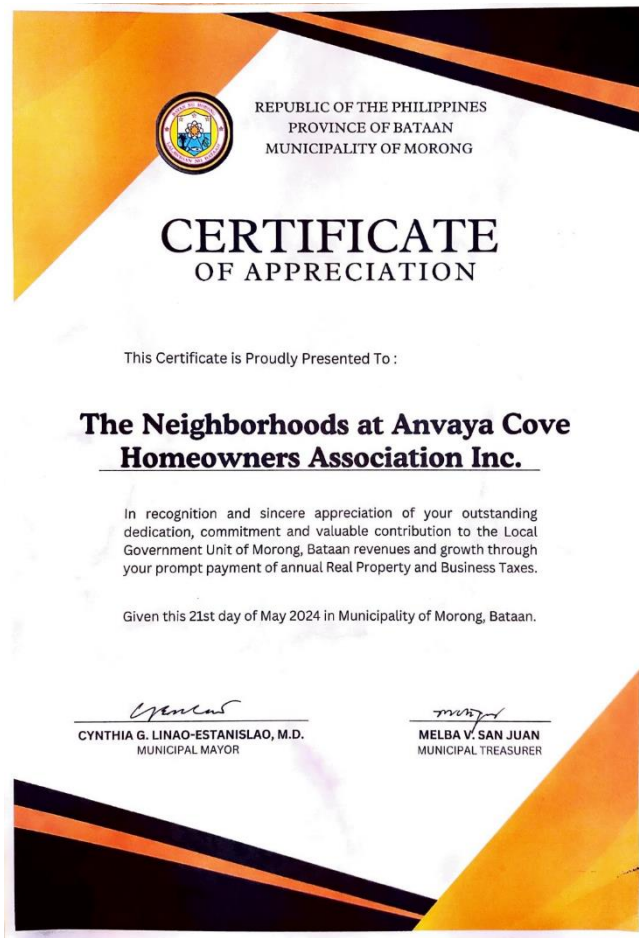 REPUBLIC OF THE PHILIPPINES
PROVINCE OF BATAAN
MUNICIPALITY OF MORONG
CERTIFICATE
OF APPRECIATION
This Certificate is Proudly Presented To :
The Neighborhoods at Anvaya Cove
Homeowners Association Inc.
In recognition and sincere appreciation of your outstanding
dedication, commitment and valuable contribution to the Local
Government Unit of Morong, Bataan revenues and growth through
your prompt payment of annual Real Property and Business Taxes.
Given this 21st day of May 2024 in Municipality of Morong, Bataan.
CYNTHIA G. LINAO-ESTANISLAO, M.D.
MUNICIPAL MAYOR
MELBA V. SAN JUAN
MUNICIPAL TREASURER